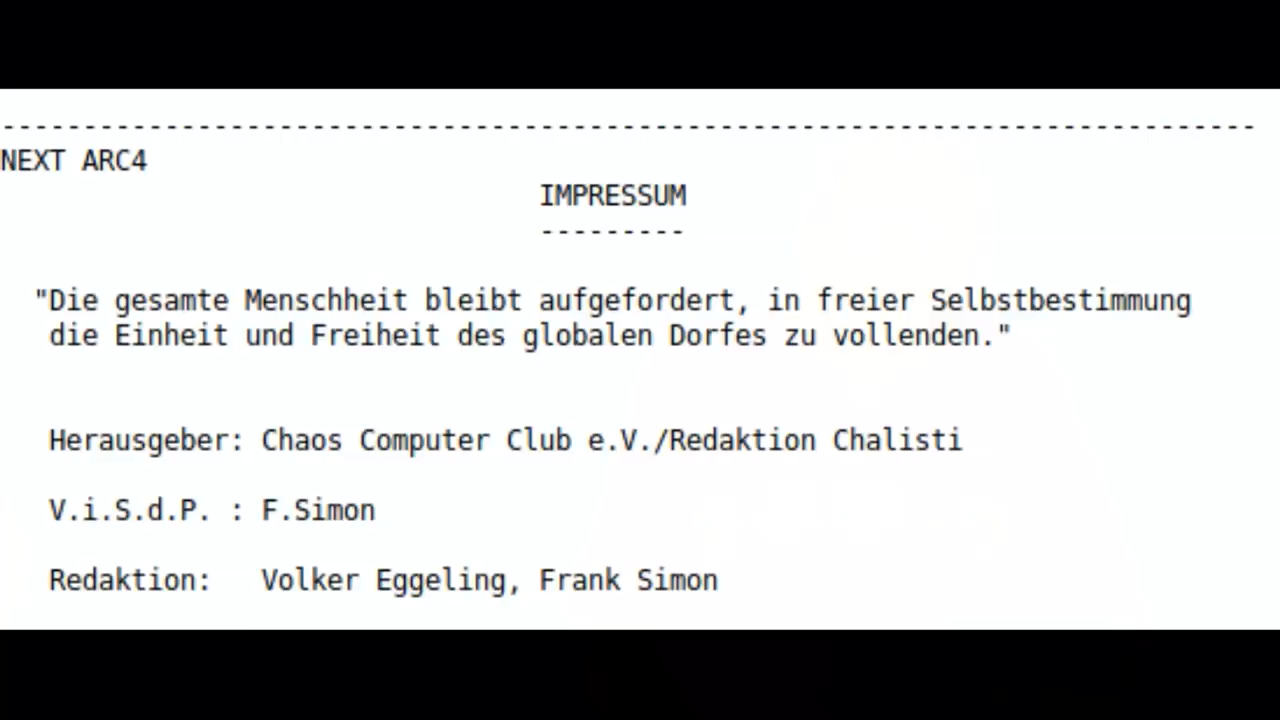 -----------------------------------------------------------------------------
NEXT ARC4
IMPRESSUM
---------
"Die gesamte Menschheit bleibt aufgefordert, in freier Selbstbestimmung
die Einheit und Freiheit des globalen Dorfes zu vollenden."
Herausgeber: Chaos Computer Club e.V./Redaktion Chalisti
V.i.S.d.P. : F.Simon
Redaktion: Volker Eggeling, Frank Simon